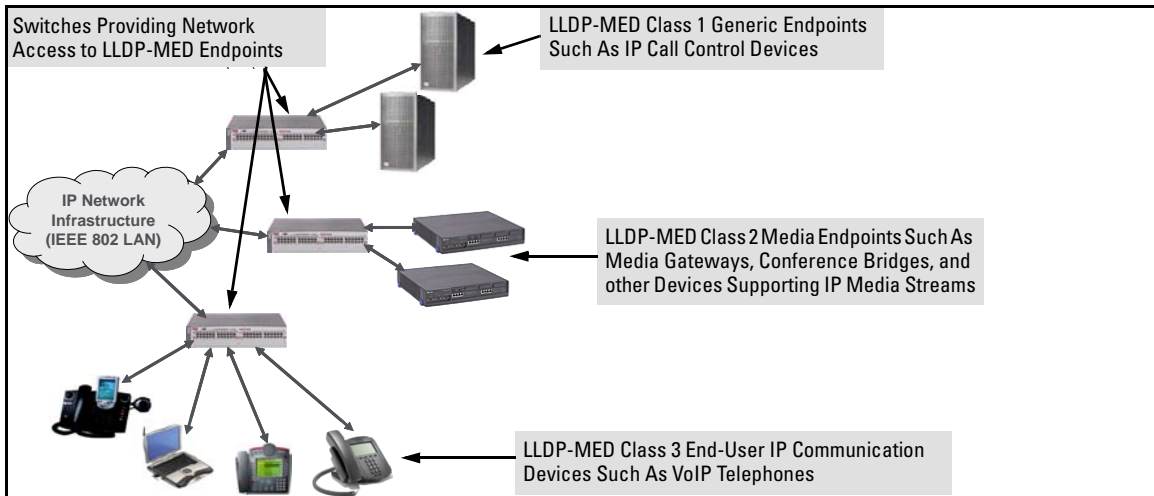 Switches Providing Network
Access to LLDP-MED Endpoints
LLDP-MED Class 1 Generic Endpoints
Such As IP Call Control Devices
IP Network
Infrastructure
(IEEE 802 LAN)
LLDP-MED Class 2 Media Endpoints Such As
Media Gateways, Conference Bridges, and
other Devices Supporting IP Media Streams
LLDP-MED Class 3 End-User IP Communication
Devices Such As VoIP Telephones